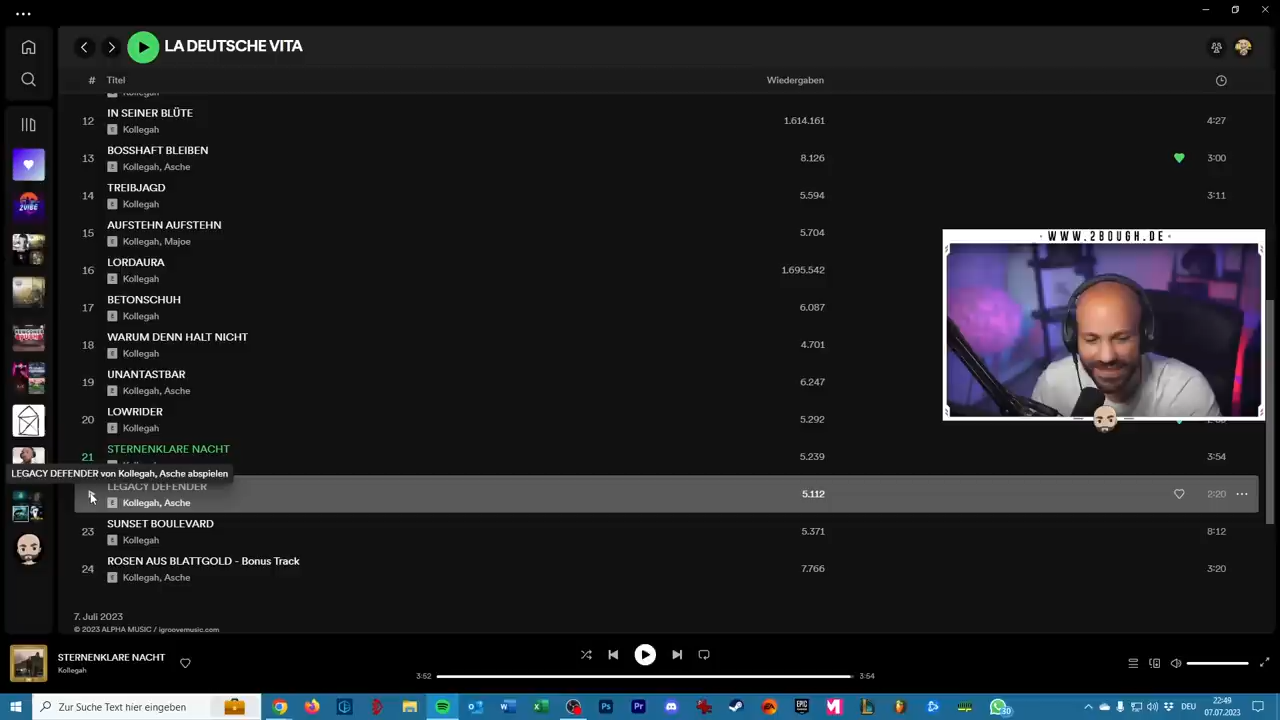 LA DEUTSCHE VITA
# Titel Wiedergaben
Kollegah
12 IN SEINER BLÜTE 1.614.161 4:27
E Kollegah
13 BOSSHAFT BLEIBEN 8.126 3:00
E Kollegah, Asche
14 TREIBJAGD 5.594 3:11
E Kollegah
15 AUFSTEHN AUFSTEHN 5.704
E Kollegah, Majoe
· WWW.2BOUGH.DE ·
16 LORDAURA 1.695.542
E Kollegah
17 BETONSCHUH 6.087
E Kollegah
18 WARUM DENN HALT NICHT 4.701
E Kollegah
19 UNANTASTBAR 6.247
E Kollegah, Asche
20 LOWRIDER 5.292
E Kollegah
21 STERNENKLARE NACHT 5.239 3:54
LEGACY DEFENDER von Kollegah, Asche abspielen
LEGACY DEFENDER 5.112 2:20
E Kollegah, Asche
23 SUNSET BOULEVARD 5.371 8:12
E Kollegah
24 ROSEN AUS BLATTGOLD - Bonus Track 7.766 3:20
E Kollegah, Asche
7. Juli 2023
© 2023 ALPHA MUSIC / igroovemusic.com
STERNENKLARE NACHT
Kollegah
3:52 3:54
Zur Suche Text hier eingeben
30
DEU
22:49
07.07.2023